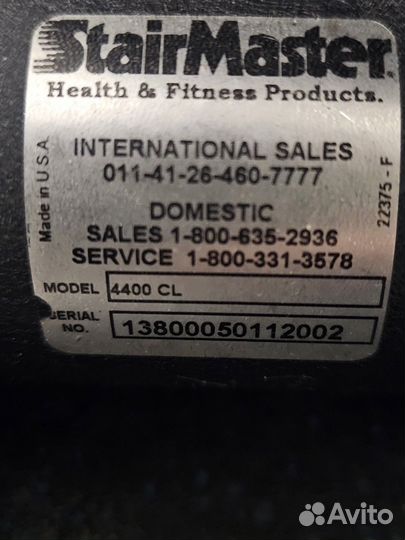 StairMaster
Health & Fitness Products.
INTERNATIONAL SALES
011-41-26-460-7777
DOMESTIC
SALES 1-800-635-2936
SERVICE 1-800-331-3578
MODEL 4400 CL
SERIAL NO. 13800050112002
Made in U.S.A.
22375 - F
Avito